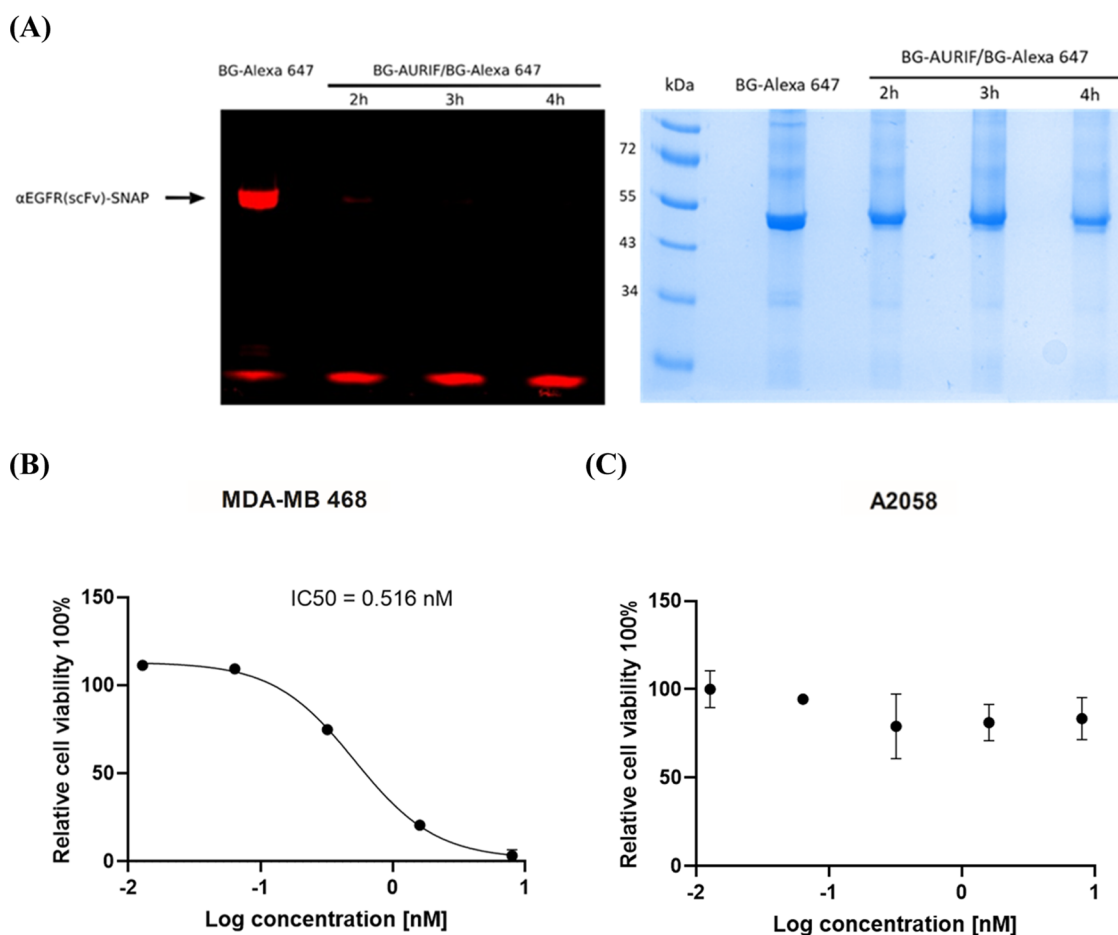 (A)
BG-Alexa 647
BG-AURIF/BG-Alexa 647
2h 3h 4h
αEGFR(scFv)-SNAP
kDa
BG-Alexa 647
BG-AURIF/BG-Alexa 647
2h 3h 4h
72
55
43
34
(B)
MDA-MB 468
IC50 = 0.516 nM
Relative cell viability 100%
150
100
50
0
-2 -1 0 1
Log concentration [nM]
(C)
A2058
Relative cell viability 100%
150
100
50
0
-2 -1 0 1
Log concentration [nM]